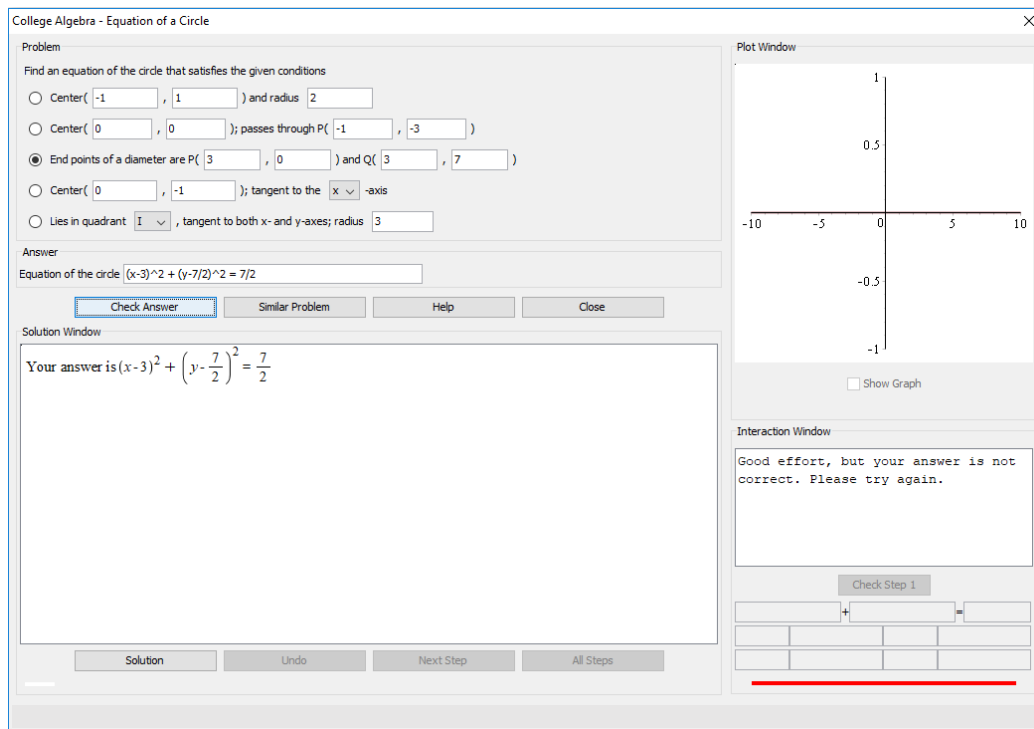 College Algebra - Equation of a Circle
Problem
Find an equation of the circle that satisfies the given conditions
Center( -1 , 1 ) and radius 2
Center( 0 , 0 ); passes through P( -1 , -3 )
End points of a diameter are P( 3 , 0 ) and Q( 3 , 7 )
Center( 0 , -1 ); tangent to the x -axis
Lies in quadrant I , tangent to both x- and y-axes; radius 3
Answer
Equation of the circle (x-3)^2 + (y-7/2)^2 = 7/2
Check Answer Similar Problem Help Close
Solution Window
Your answer is (x-3)² + (y-7/2)² = 7/2
Solution Undo Next Step All Steps
Plot Window
1
0.5
-10 -5 0 5 10
-0.5
-1
Show Graph
Interaction Window
Good effort, but your answer is not
correct. Please try again.
Check Step 1
+ =